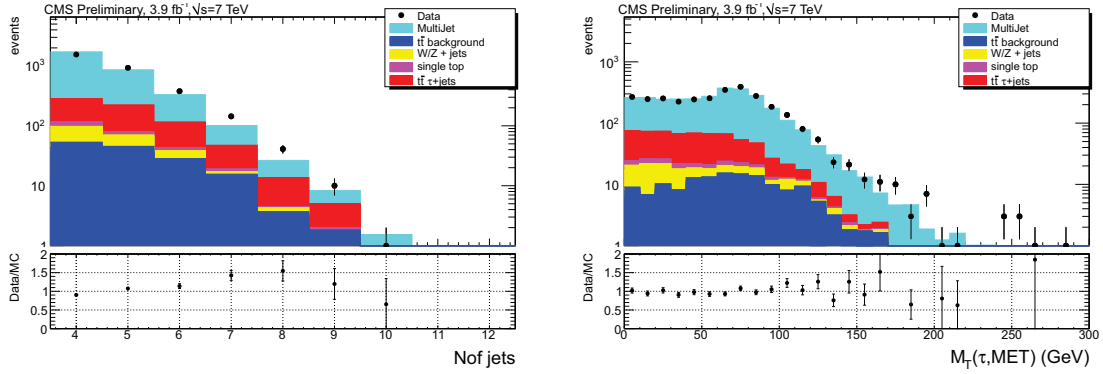 CMS Preliminary, 3.9 fb⁻¹, √s=7 TeV
events
Data
MultiJet
tt̄ background
W/Z + jets
single top
tt̄ τ+jets
10³
10²
10
1
Data/MC
2
1.5
1
0.5
0
4 5 6 7 8 9 10 11 12
Nof jets
CMS Preliminary, 3.9 fb⁻¹, √s=7 TeV
events
Data
MultiJet
tt̄ background
W/Z + jets
single top
tt̄ τ+jets
10³
10²
10
1
Data/MC
2
1.5
1
0.5
0
0 50 100 150 200 250 300
M_T(τ,MET) (GeV)